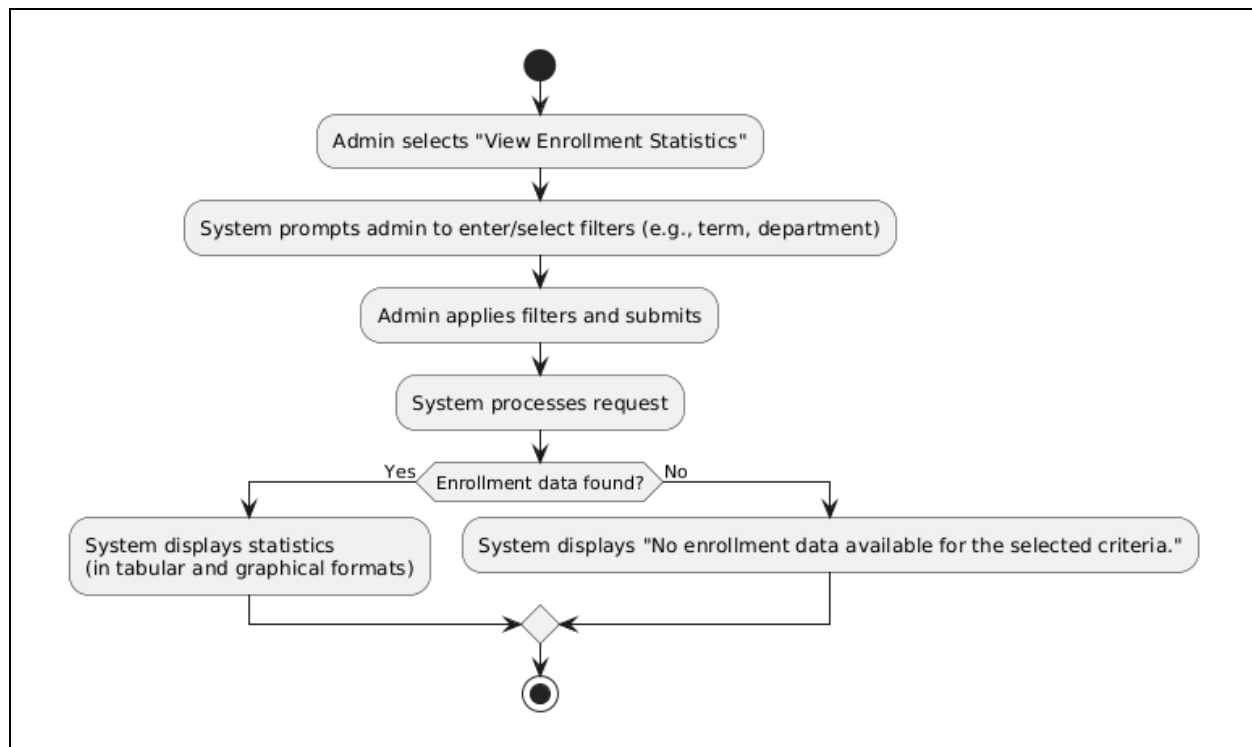 Admin selects "View Enrollment Statistics"
System prompts admin to enter/select filters (e.g., term, department)
Admin applies filters and submits
System processes request
Yes
Enrollment data found?
No
System displays statistics
(in tabular and graphical formats)
System displays "No enrollment data available for the selected criteria."